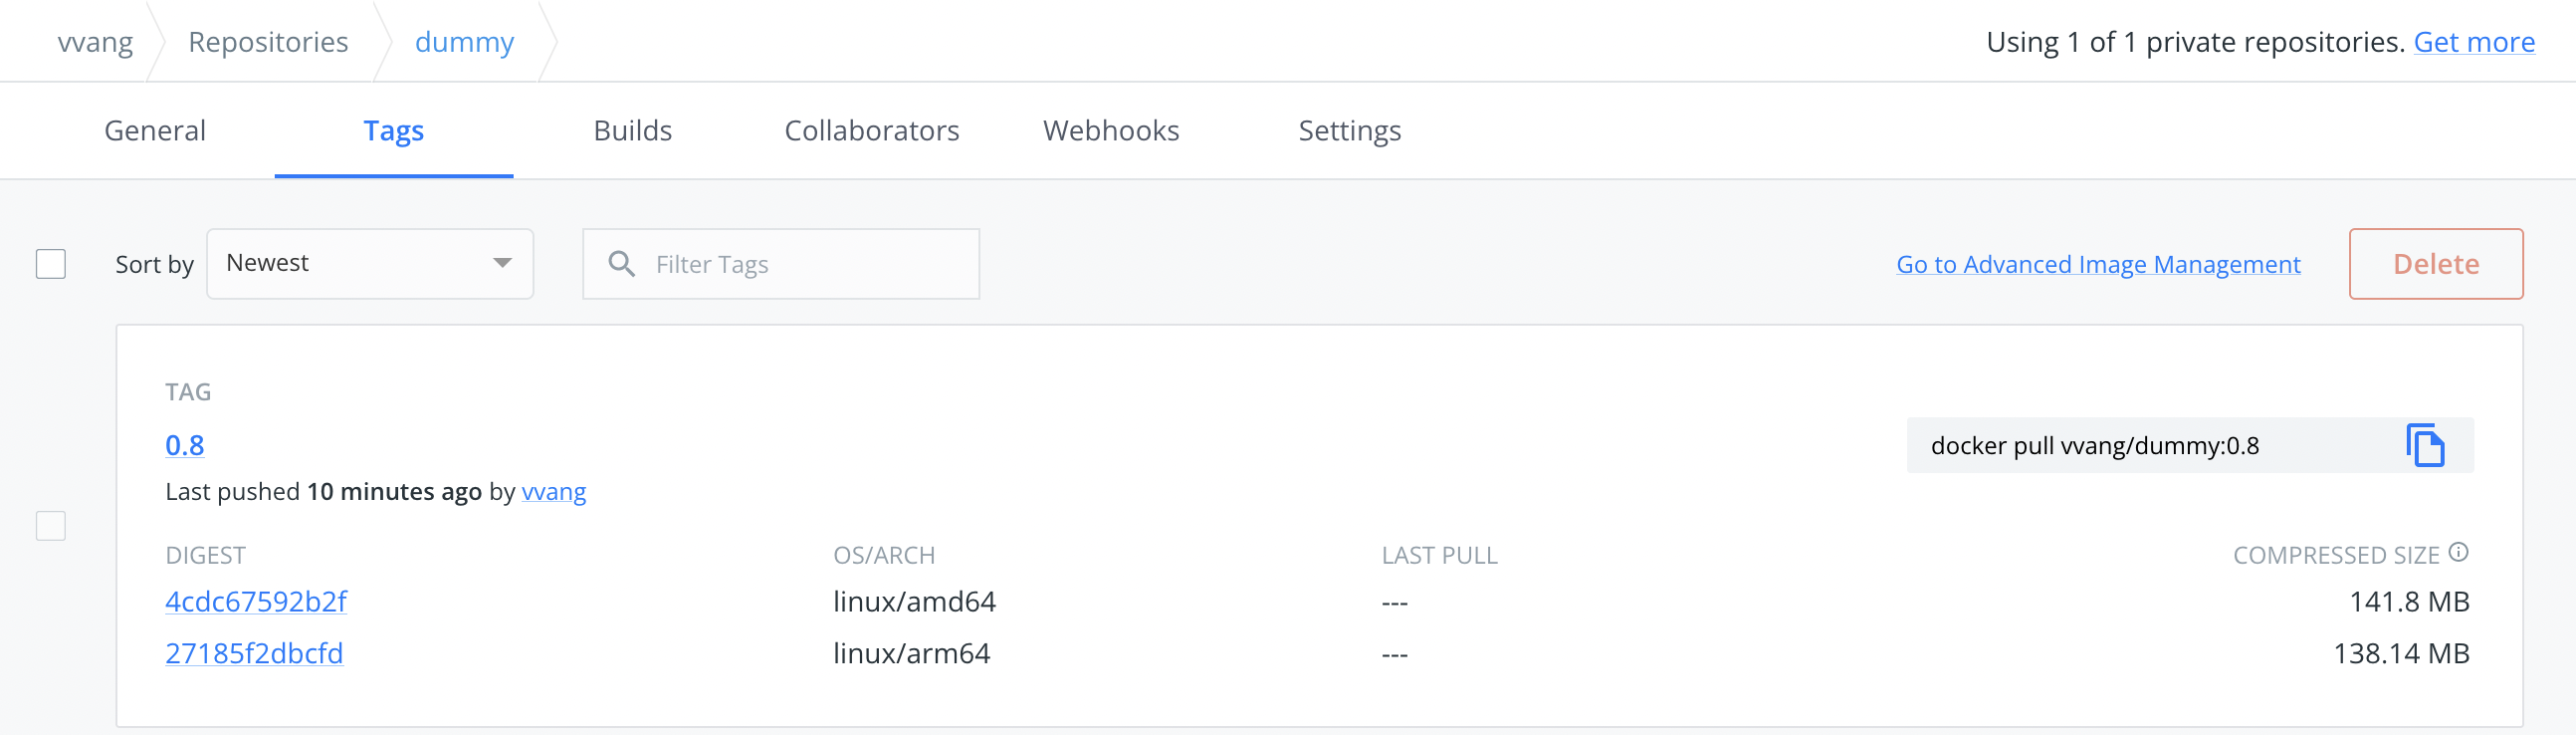 vvang Repositories dummy Using 1 of 1 private repositories. Get more
General Tags Builds Collaborators Webhooks Settings
Sort by Newest Filter Tags Go to Advanced Image Management Delete
TAG
0.8 docker pull vvang/dummy:0.8
Last pushed 10 minutes ago by vvang
DIGEST OS/ARCH LAST PULL COMPRESSED SIZE
4cdc67592b2f linux/amd64 --- 141.8 MB
27185f2dbcfd linux/arm64 --- 138.14 MB